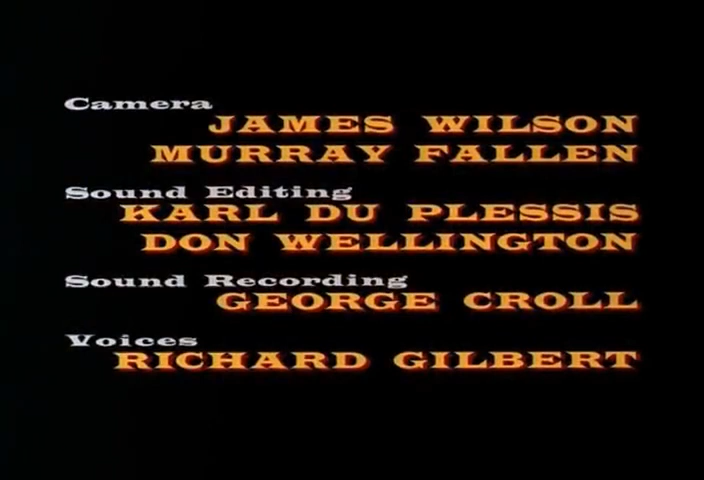 Camera
JAMES WILSON
MURRAY FALLEN
Sound Editing
KARL DU PLESSIS
DON WELLINGTON
Sound Recording
GEORGE CROLL
Voices
RICHARD GILBERT